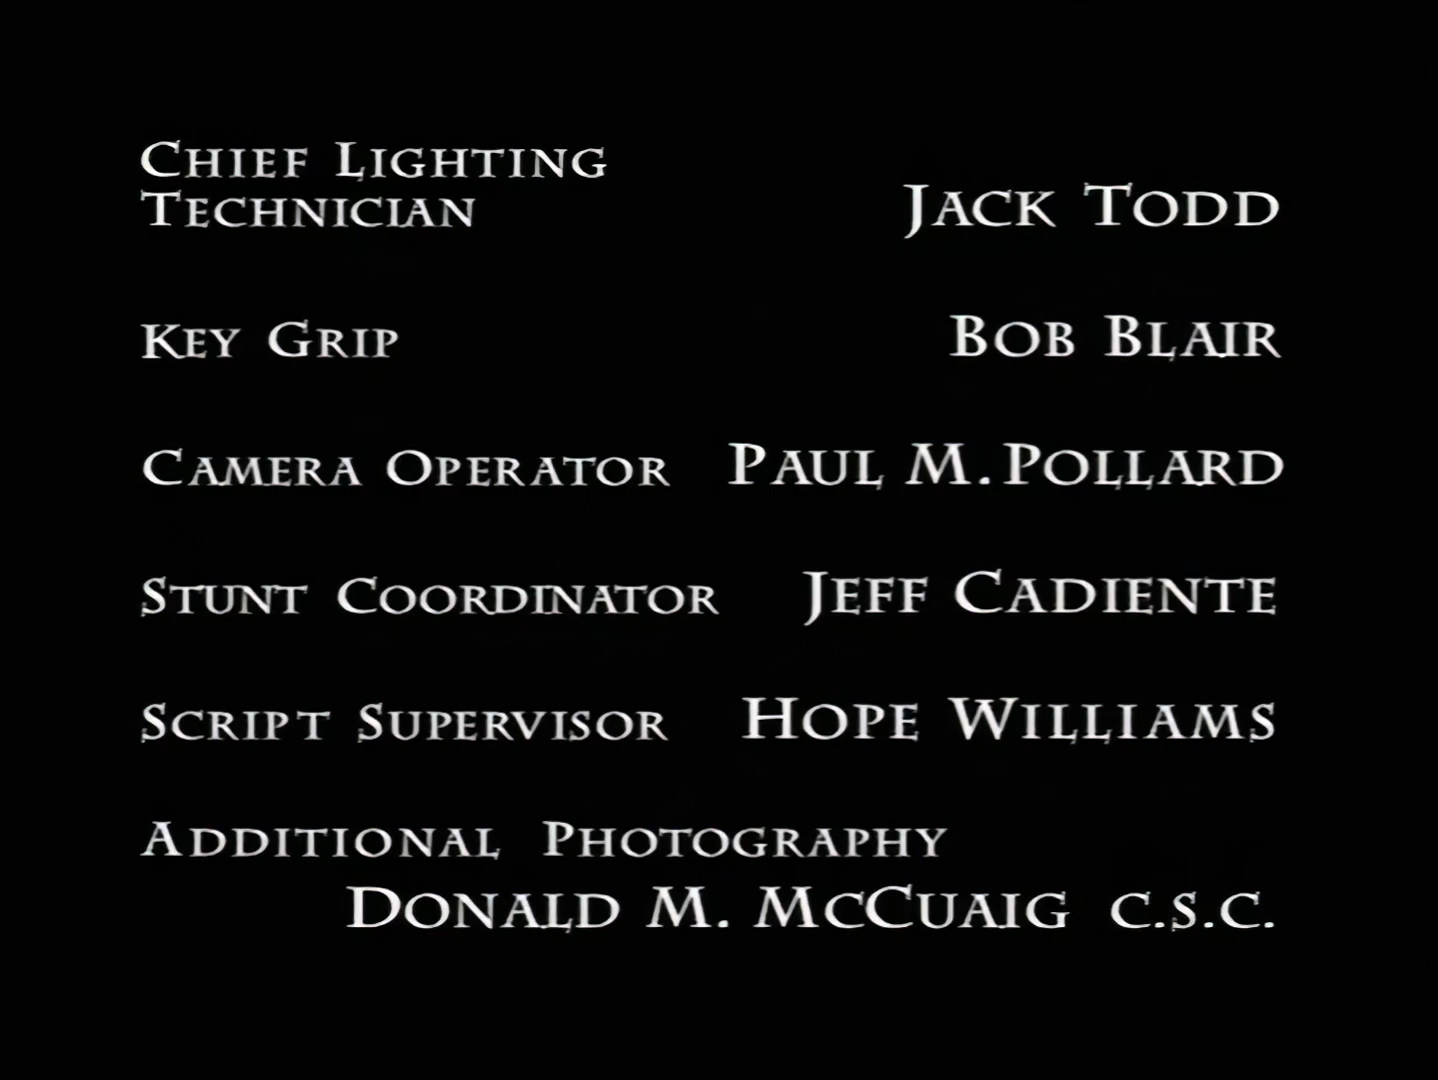 Chief Lighting
Technician Jack Todd
Key Grip Bob Blair
Camera Operator Paul M. Pollard
Stunt Coordinator Jeff Cadiente
Script Supervisor Hope Williams
Additional Photography
Donald M. McCuaig c.s.c.